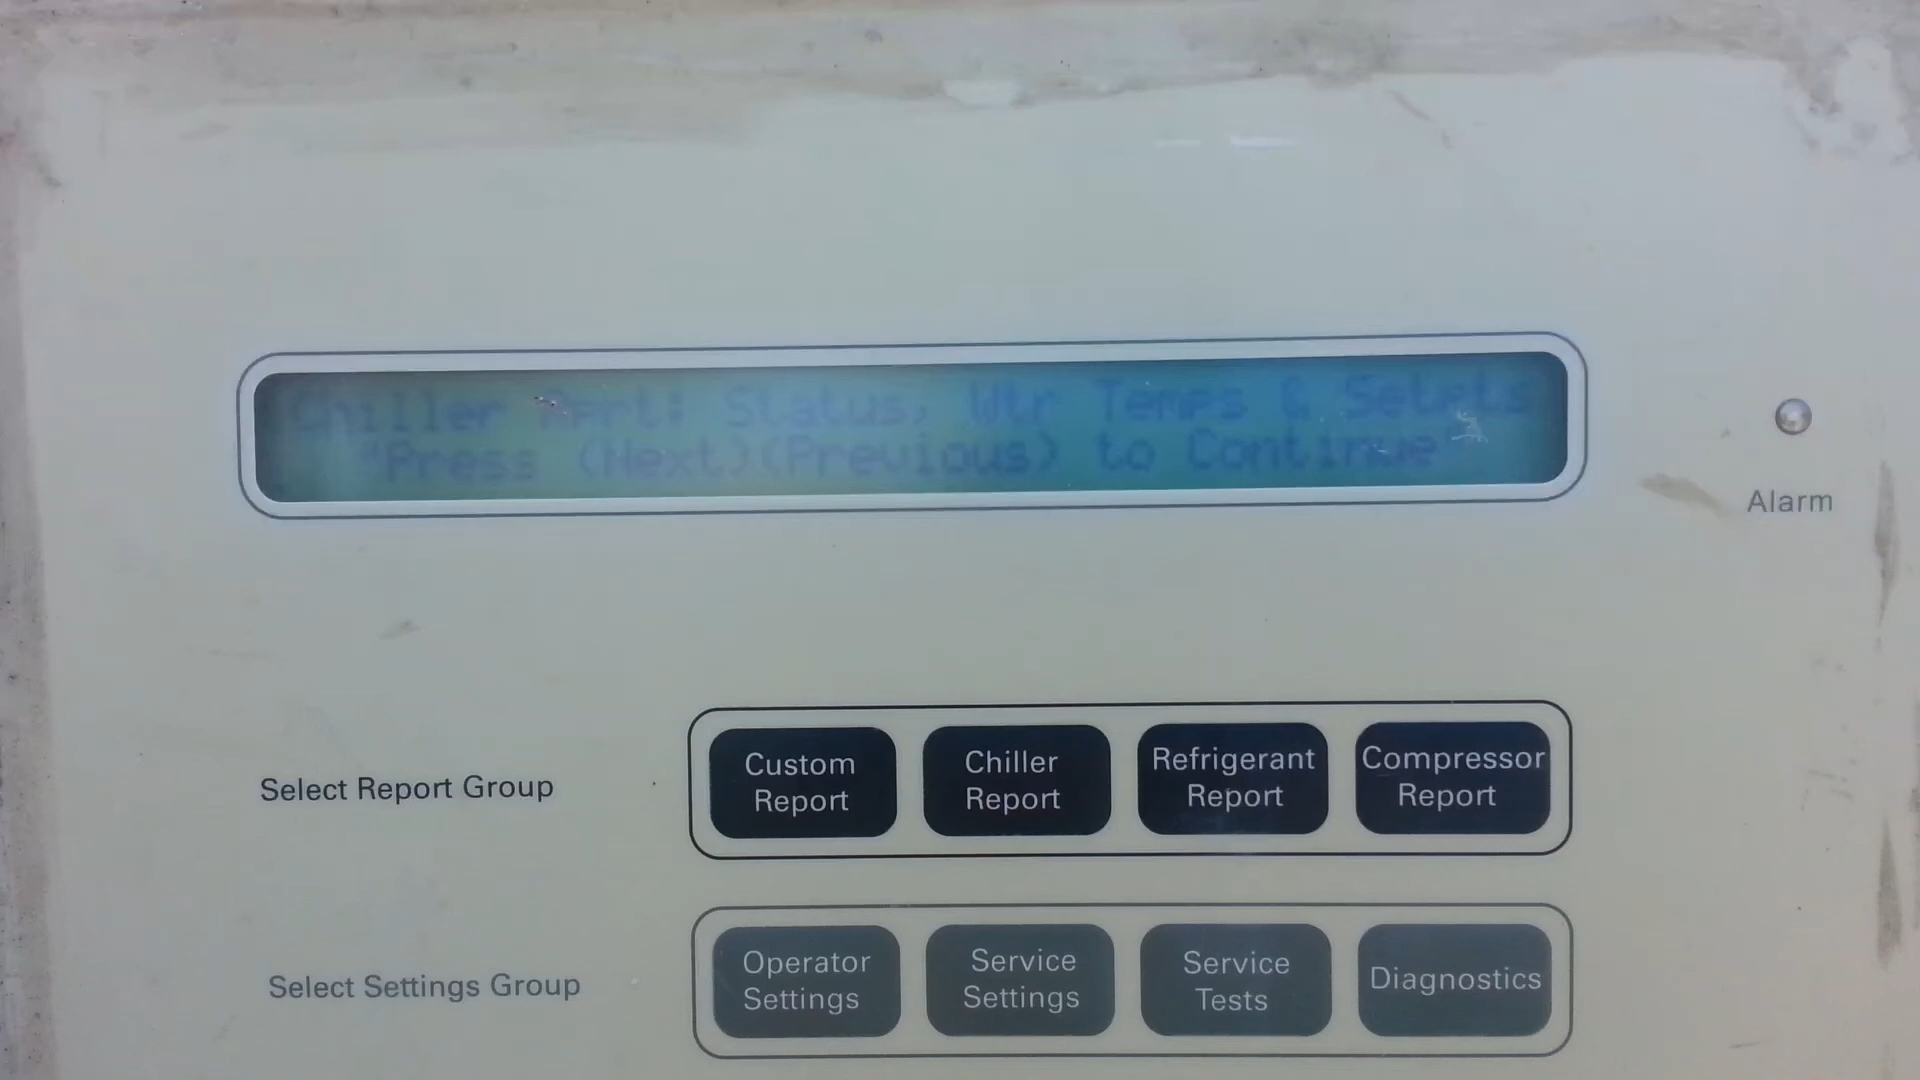 Chiller Rprt: Status, Wtr Temps & Setpts
"Press (Next)(Previous) to Continue"
Alarm
Select Report Group
Custom Report
Chiller Report
Refrigerant Report
Compressor Report
Select Settings Group
Operator Settings
Service Settings
Service Tests
Diagnostics